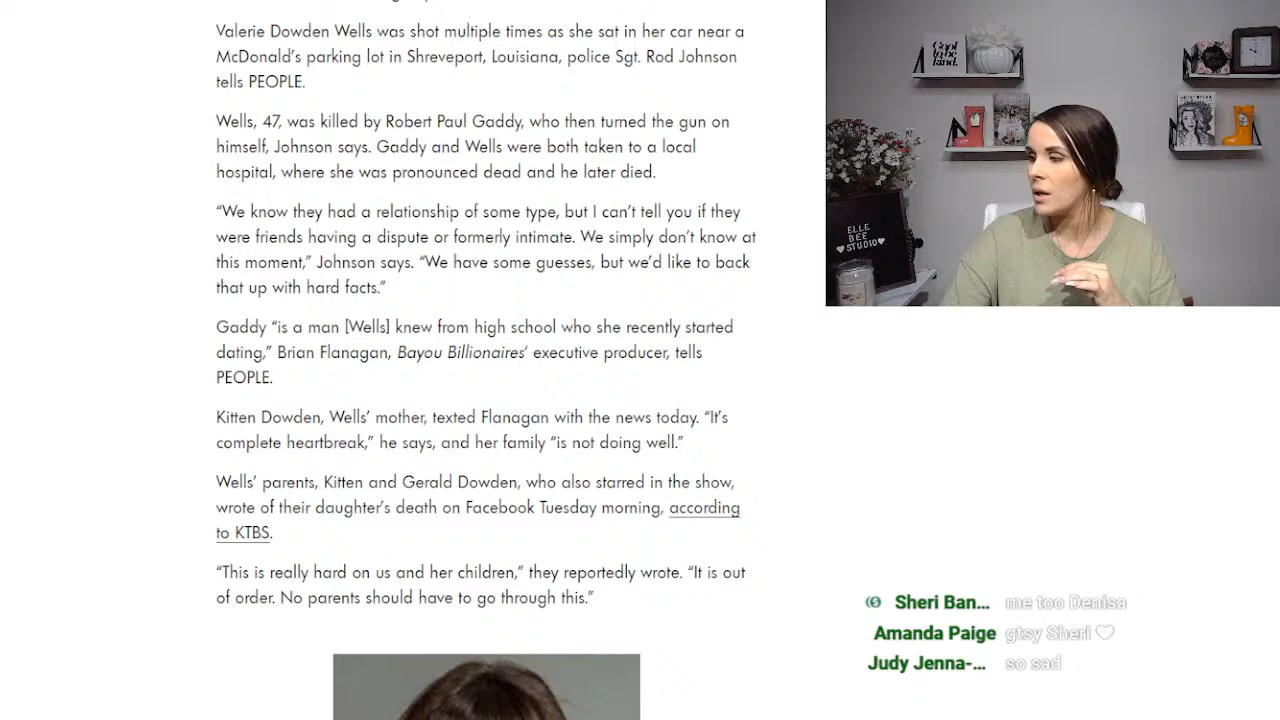 Valerie Dowden Wells was shot multiple times as she sat in her car near a
McDonald's parking lot in Shreveport, Louisiana, police Sgt. Rod Johnson
tells PEOPLE.
Wells, 47, was killed by Robert Paul Gaddy, who then turned the gun on
himself, Johnson says. Gaddy and Wells were both taken to a local
hospital, where she was pronounced dead and he later died.
“We know they had a relationship of some type, but I can't tell you if they
were friends having a dispute or formerly intimate. We simply don't know at
this moment,” Johnson says. “We have some guesses, but we'd like to back
that up with hard facts.”
Gaddy “is a man [Wells] knew from high school who she recently started
dating,” Brian Flanagan, Bayou Billionaires‘ executive producer, tells
PEOPLE.
Kitten Dowden, Wells’ mother, texted Flanagan with the news today. “It's
complete heartbreak,” he says, and her family “is not doing well.”
Wells’ parents, Kitten and Gerald Dowden, who also starred in the show,
wrote of their daughter's death on Facebook Tuesday morning, according
to KTBS.
“This is really hard on us and her children,” they reportedly wrote. “It is out
of order. No parents should have to go through this.”
ELLE
BEE
♥STUDIO♥
Sheri Ban... me too Denisa
Amanda Paige gtsy Sheri ♡
Judy Jenna-... so sad